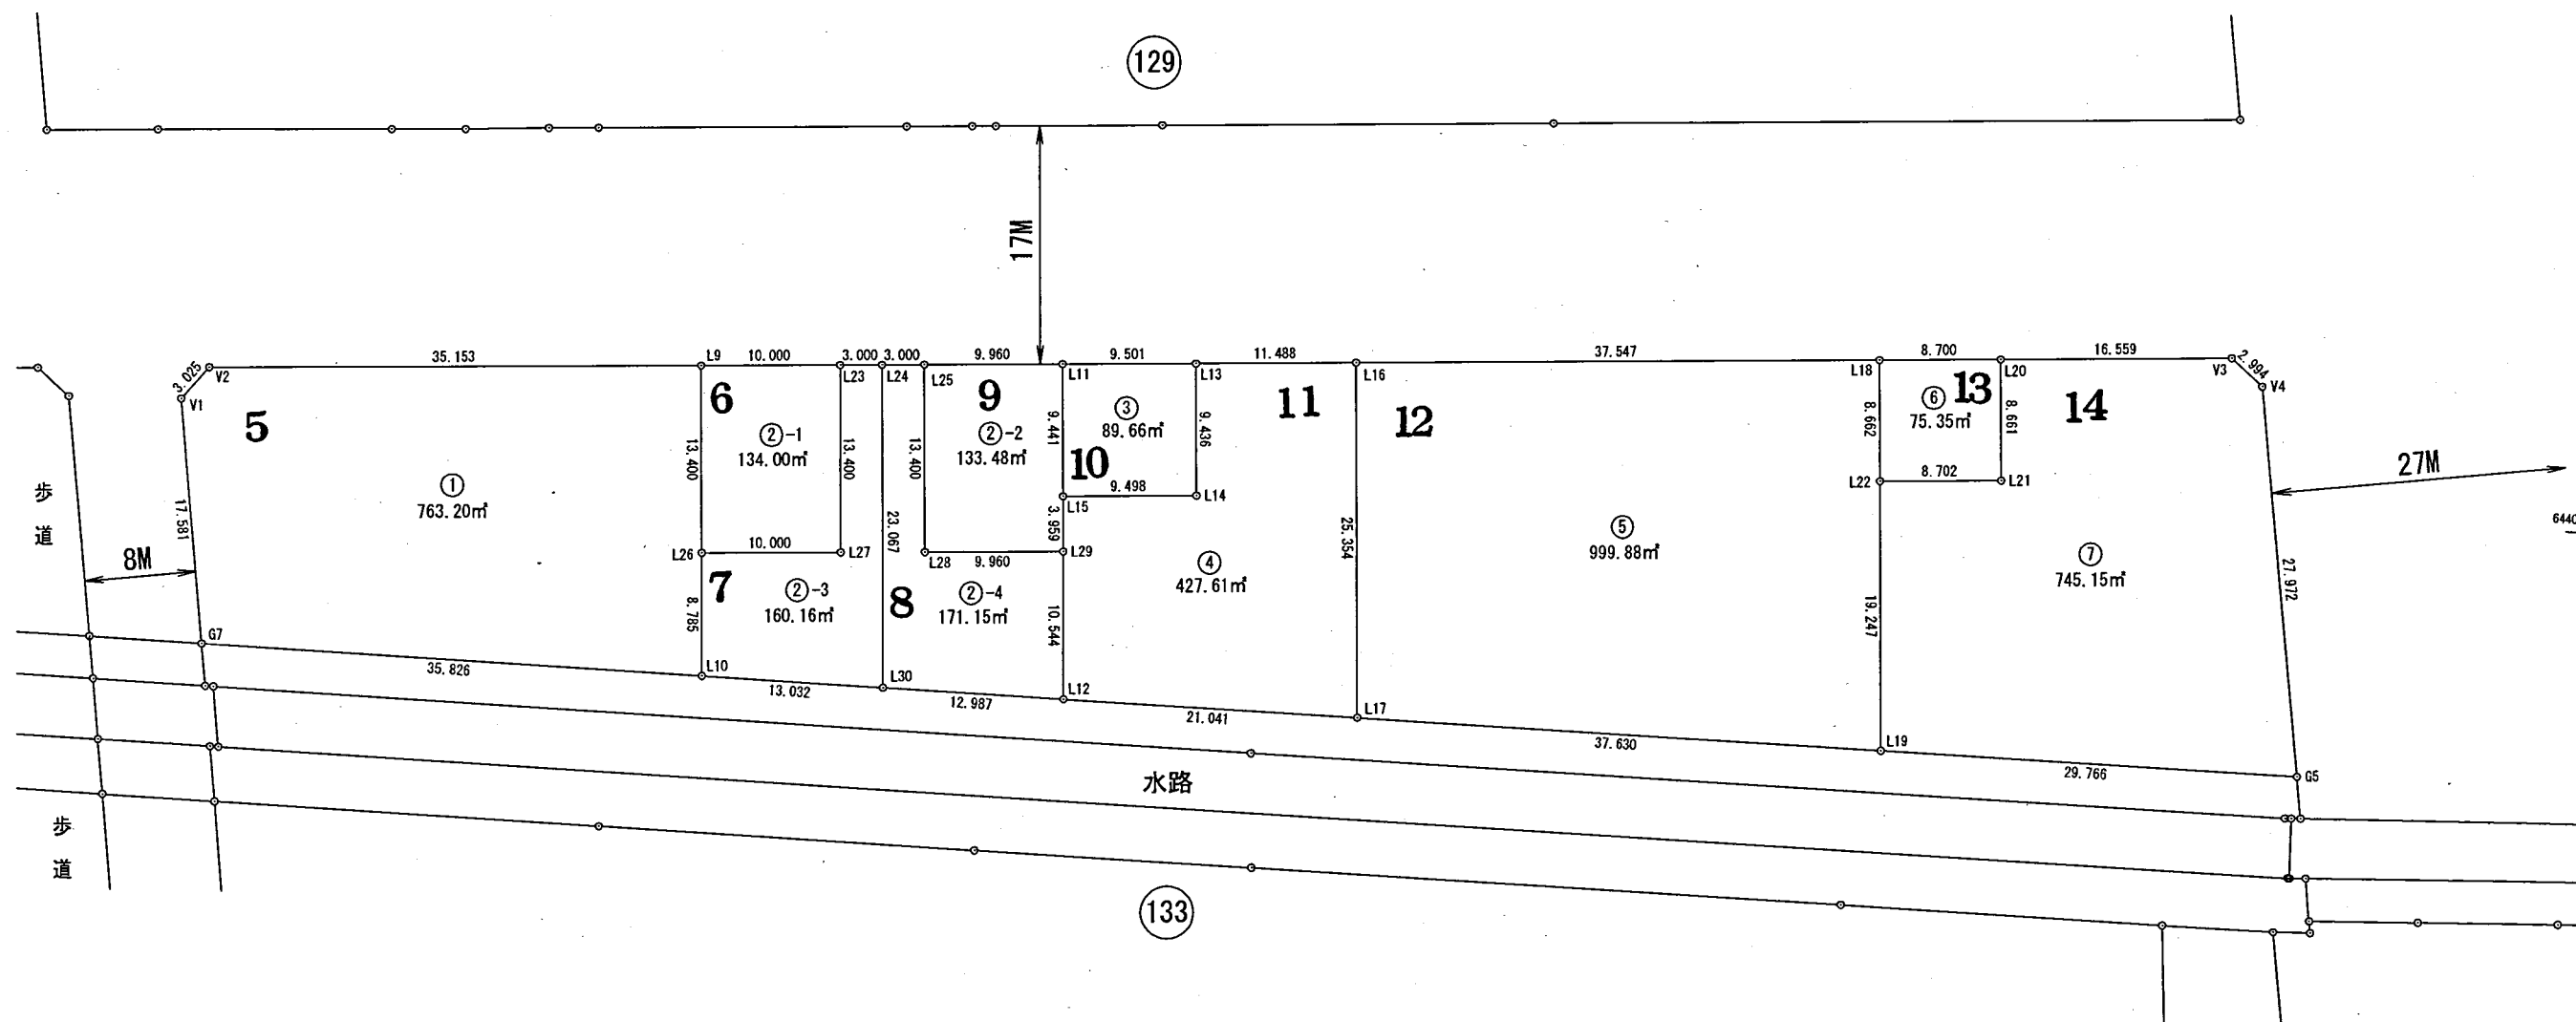 129
17M
35.153
L9
10.000
3.000
3.000
9.960
9.501
11.488
37.547
8.700
16.559
2.994
3.025
V2
V1
L23
L24
L25
L11
L13
L16
L18
L20
V3
V4
5
6
9
11
12
13
14
①
763.20㎡
17.581
13.400
②-1
134.00㎡
13.400
13.400
②-2
133.48㎡
9.441
③
89.66㎡
9.436
10
9.498
L14
L15
⑥
75.35㎡
8.662
8.661
8.702
L22
L21
27M
6440
歩
道
8M
L26
10.000
L27
23.067
L28
9.960
L29
3.959
25.354
⑤
999.88㎡
④
427.61㎡
⑦
745.15㎡
27.972
7
8.785
②-3
160.16㎡
8
②-4
171.15㎡
10.544
19.247
G7
35.826
L10
13.032
L30
12.987
L12
21.041
L17
37.630
L19
29.766
G5
水路
歩
道
133